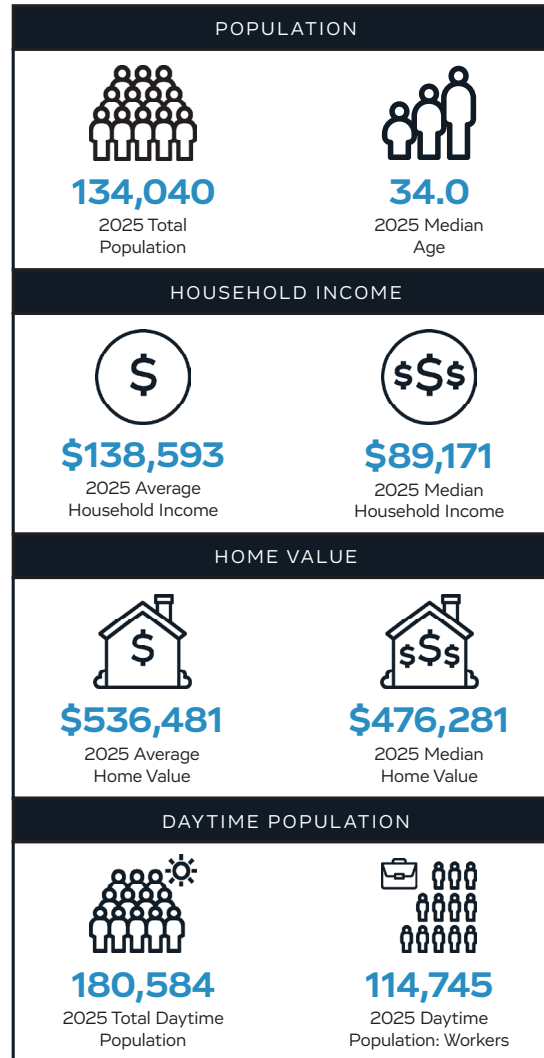 POPULATION
134,040
2025 Total
Population
34.0
2025 Median
Age
HOUSEHOLD INCOME
$
$138,593
2025 Average
Household Income
$$$
$89,171
2025 Median
Household Income
HOME VALUE
$
$536,481
2025 Average
Home Value
$$$
$476,281
2025 Median
Home Value
DAYTIME POPULATION
180,584
2025 Total Daytime
Population
114,745
2025 Daytime
Population: Workers